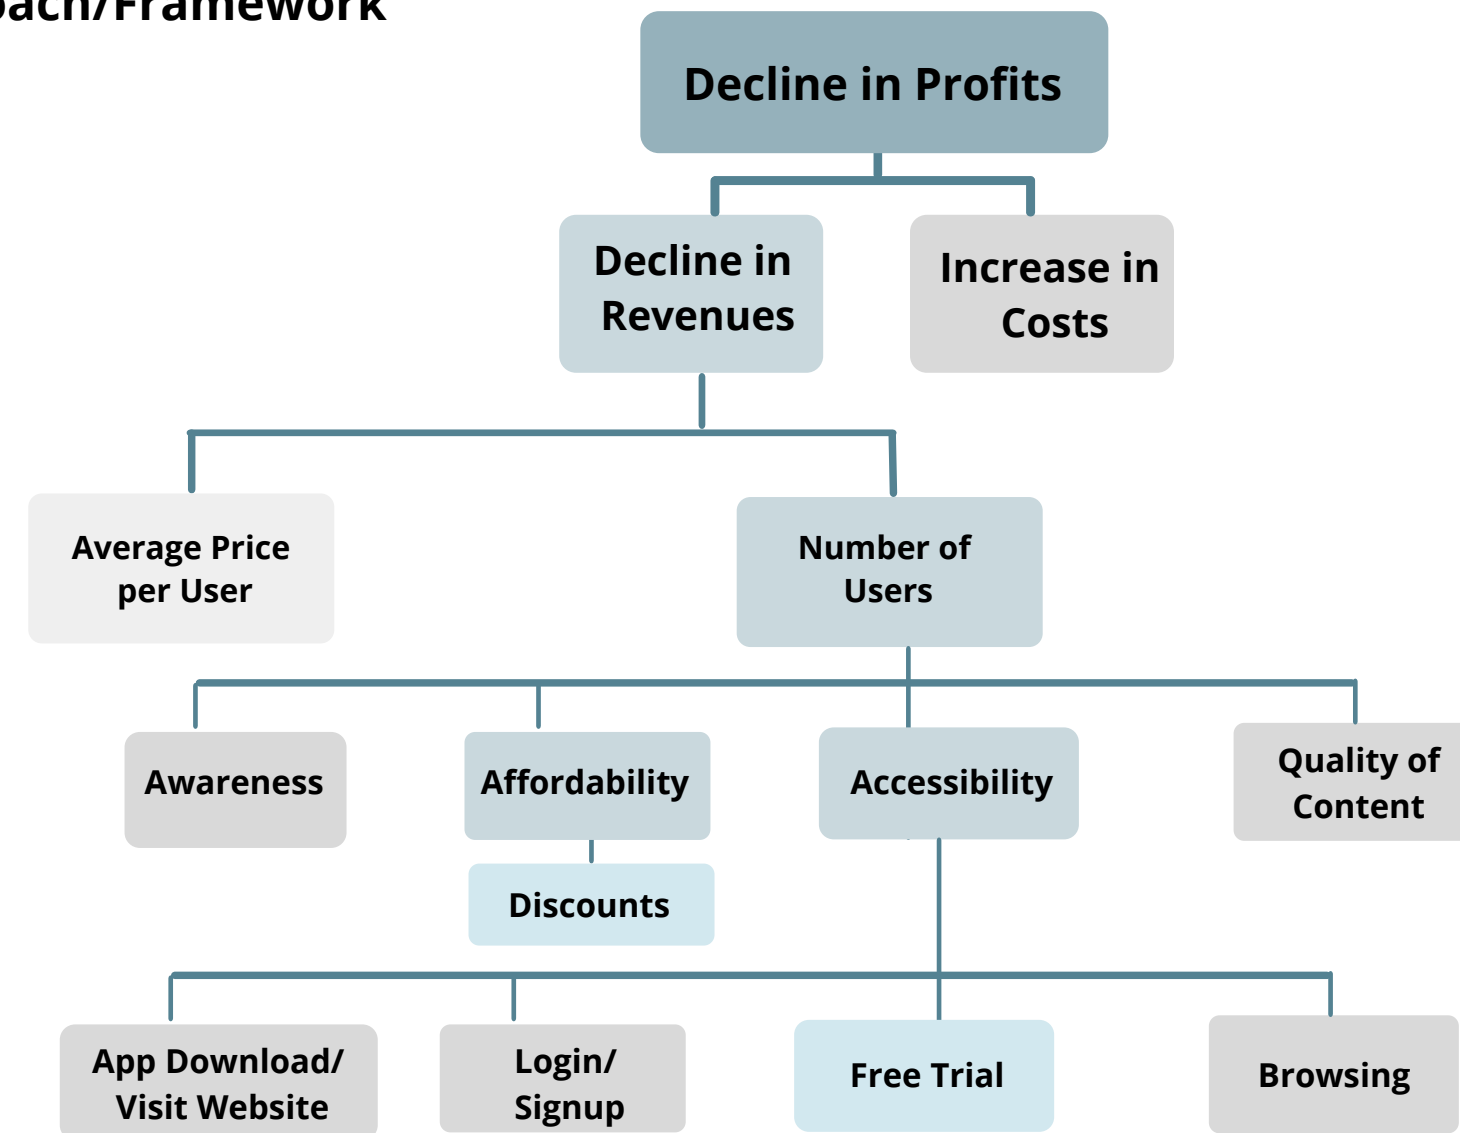 Framework
Decline in Profits
Decline in
Revenues
Increase in
Costs
Average Price
per User
Number of
Users
Awareness
Affordability
Accessibility
Quality of
Content
Discounts
App Download/
Visit Website
Login/
Signup
Free Trial
Browsing